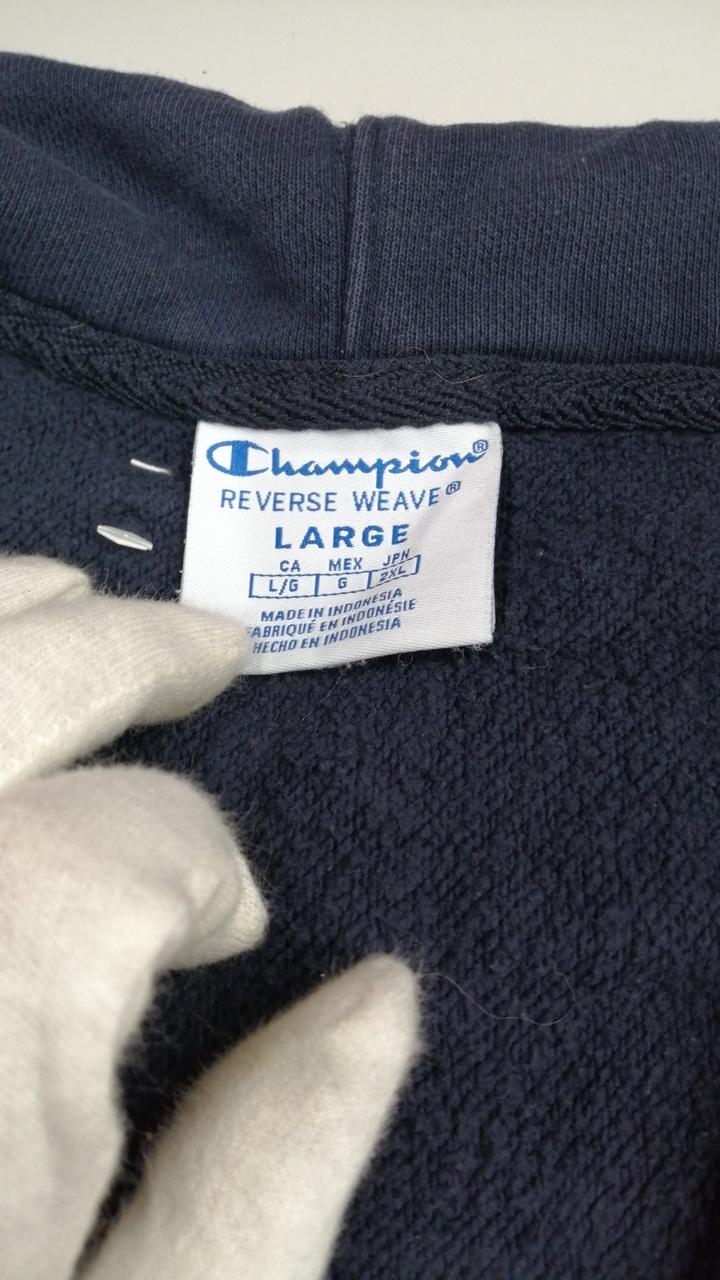 Champion®
REVERSE WEAVE®
LARGE
CA MEX JPN
L/G G 2XL
MADE IN INDONESIA
FABRIQUÉ EN INDONÉSIE
HECHO EN INDONESIA